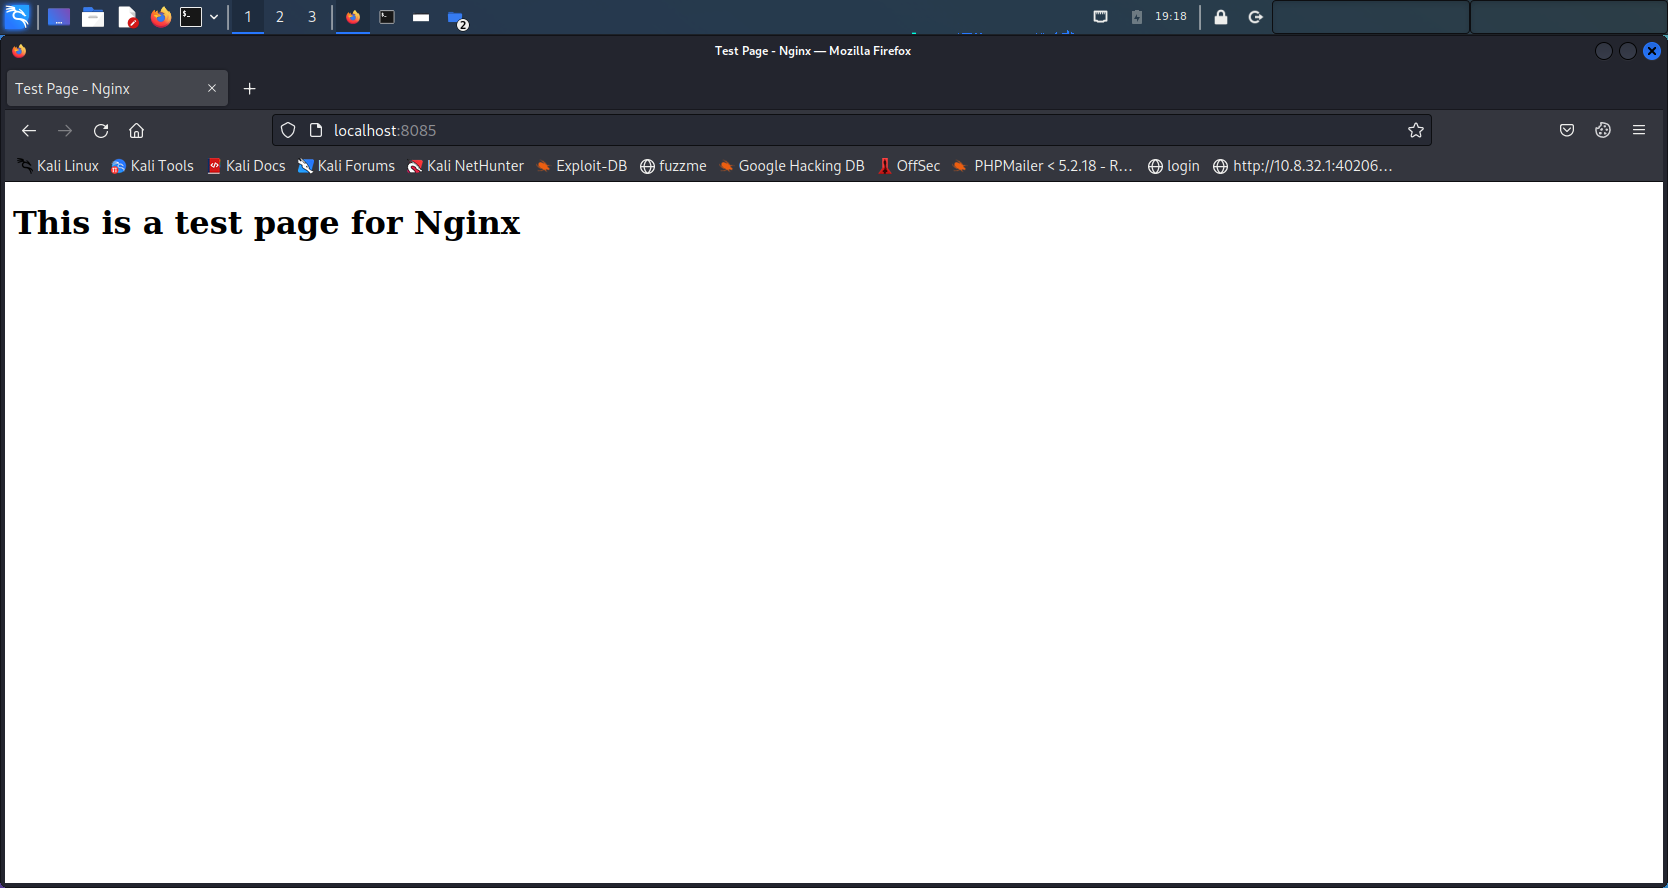 1 2 3 2 19:18
Test Page - Nginx — Mozilla Firefox
Test Page - Nginx
localhost:8085
Kali Linux Kali Tools Kali Docs Kali Forums Kali NetHunter Exploit-DB fuzzme Google Hacking DB OffSec PHPMailer < 5.2.18 - R... login http://10.8.32.1:40206...
This is a test page for Nginx